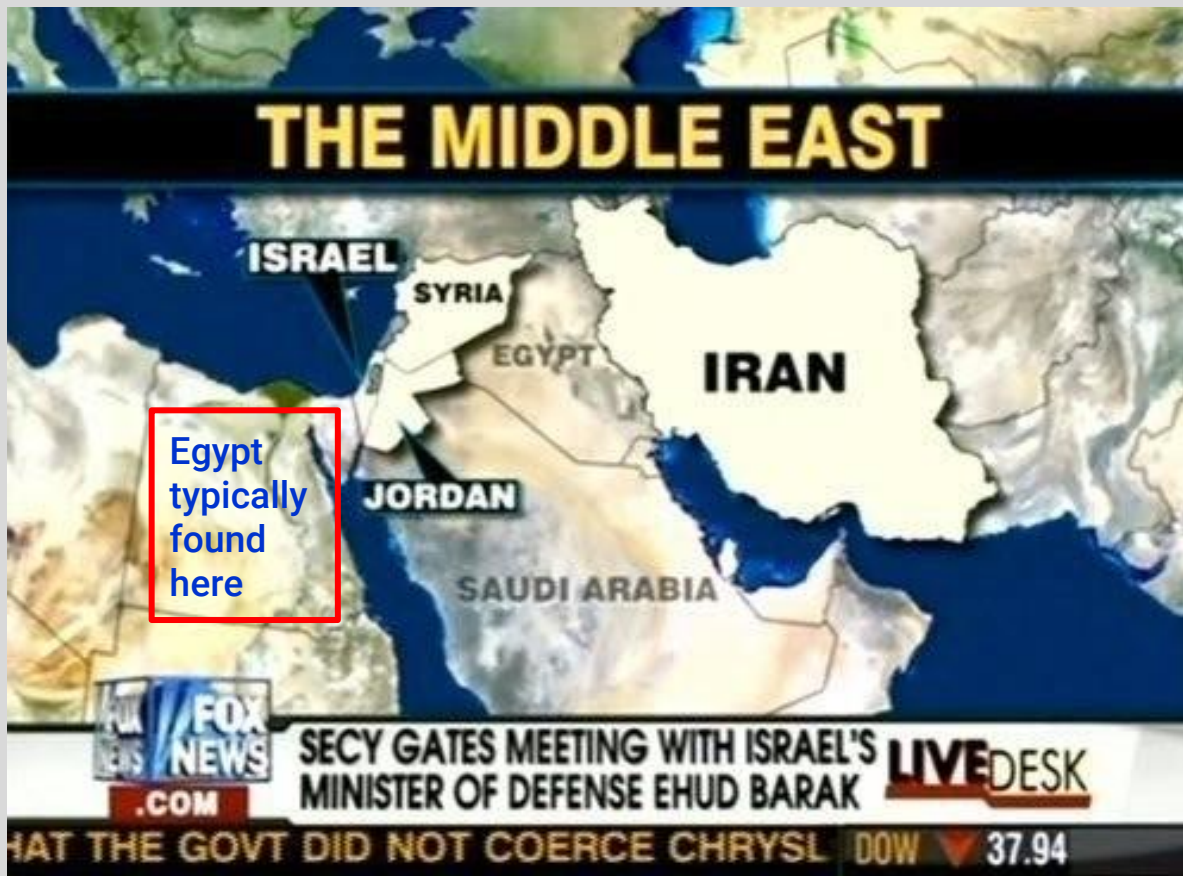 THE MIDDLE EAST
ISRAEL
SYRIA
EGYPT
IRAN
Egypt
typically
found
here
JORDAN
SAUDI ARABIA
FOX
NEWS
FOX
NEWS
.COM
SECY GATES MEETING WITH ISRAEL'S
MINISTER OF DEFENSE EHUD BARAK
LIVEDESK
HAT THE GOVT DID NOT COERCE CHRYSL DOW 37.94